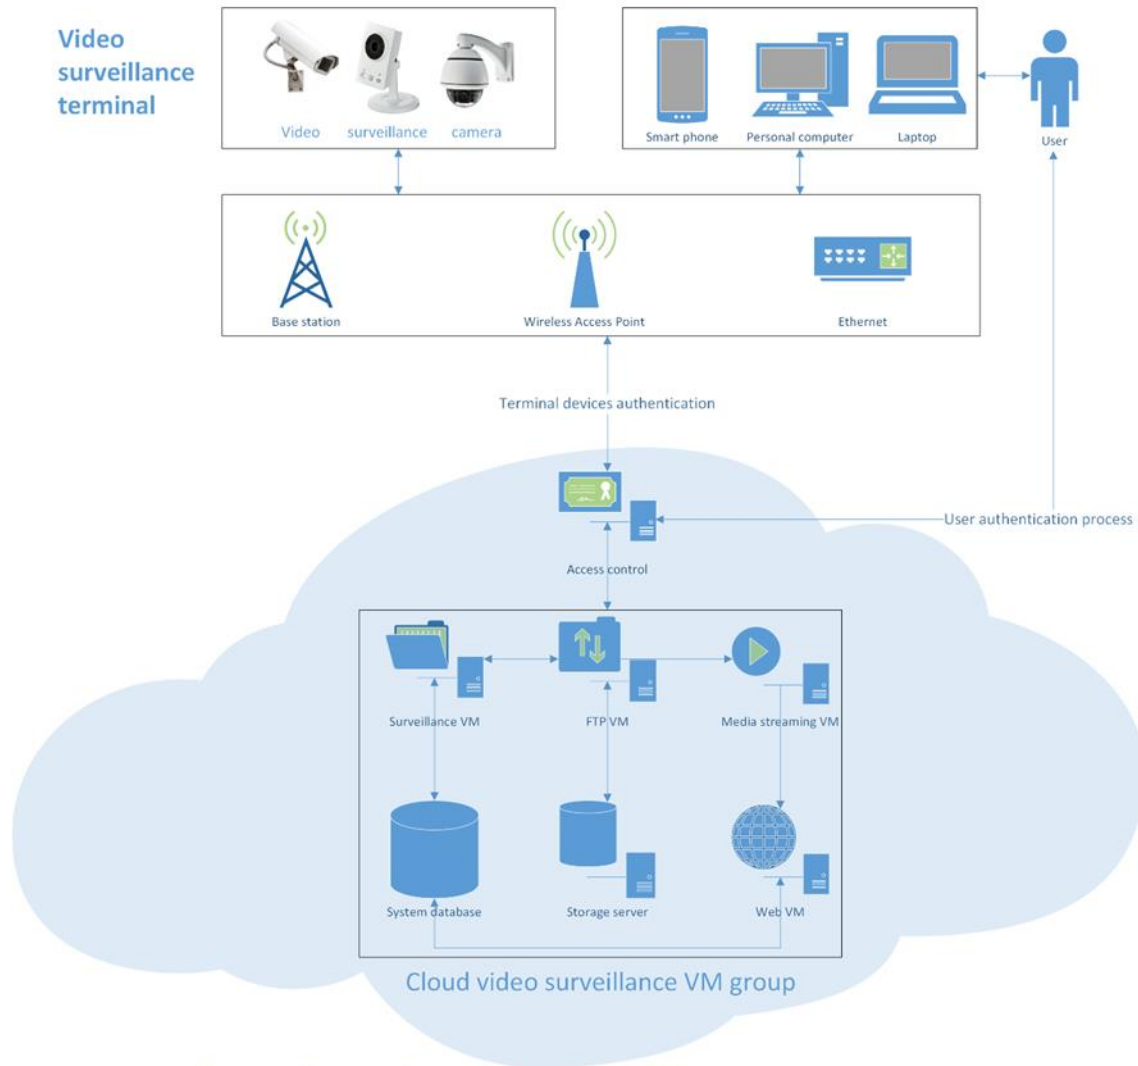 Video
surveillance
terminal
Video surveillance camera
Smart phone Personal computer Laptop
User
Base station Wireless Access Point Ethernet
Terminal devices authentication
User authentication process
Access control
Surveillance VM FTP VM Media streaming VM
System database Storage server Web VM
Cloud video surveillance VM group